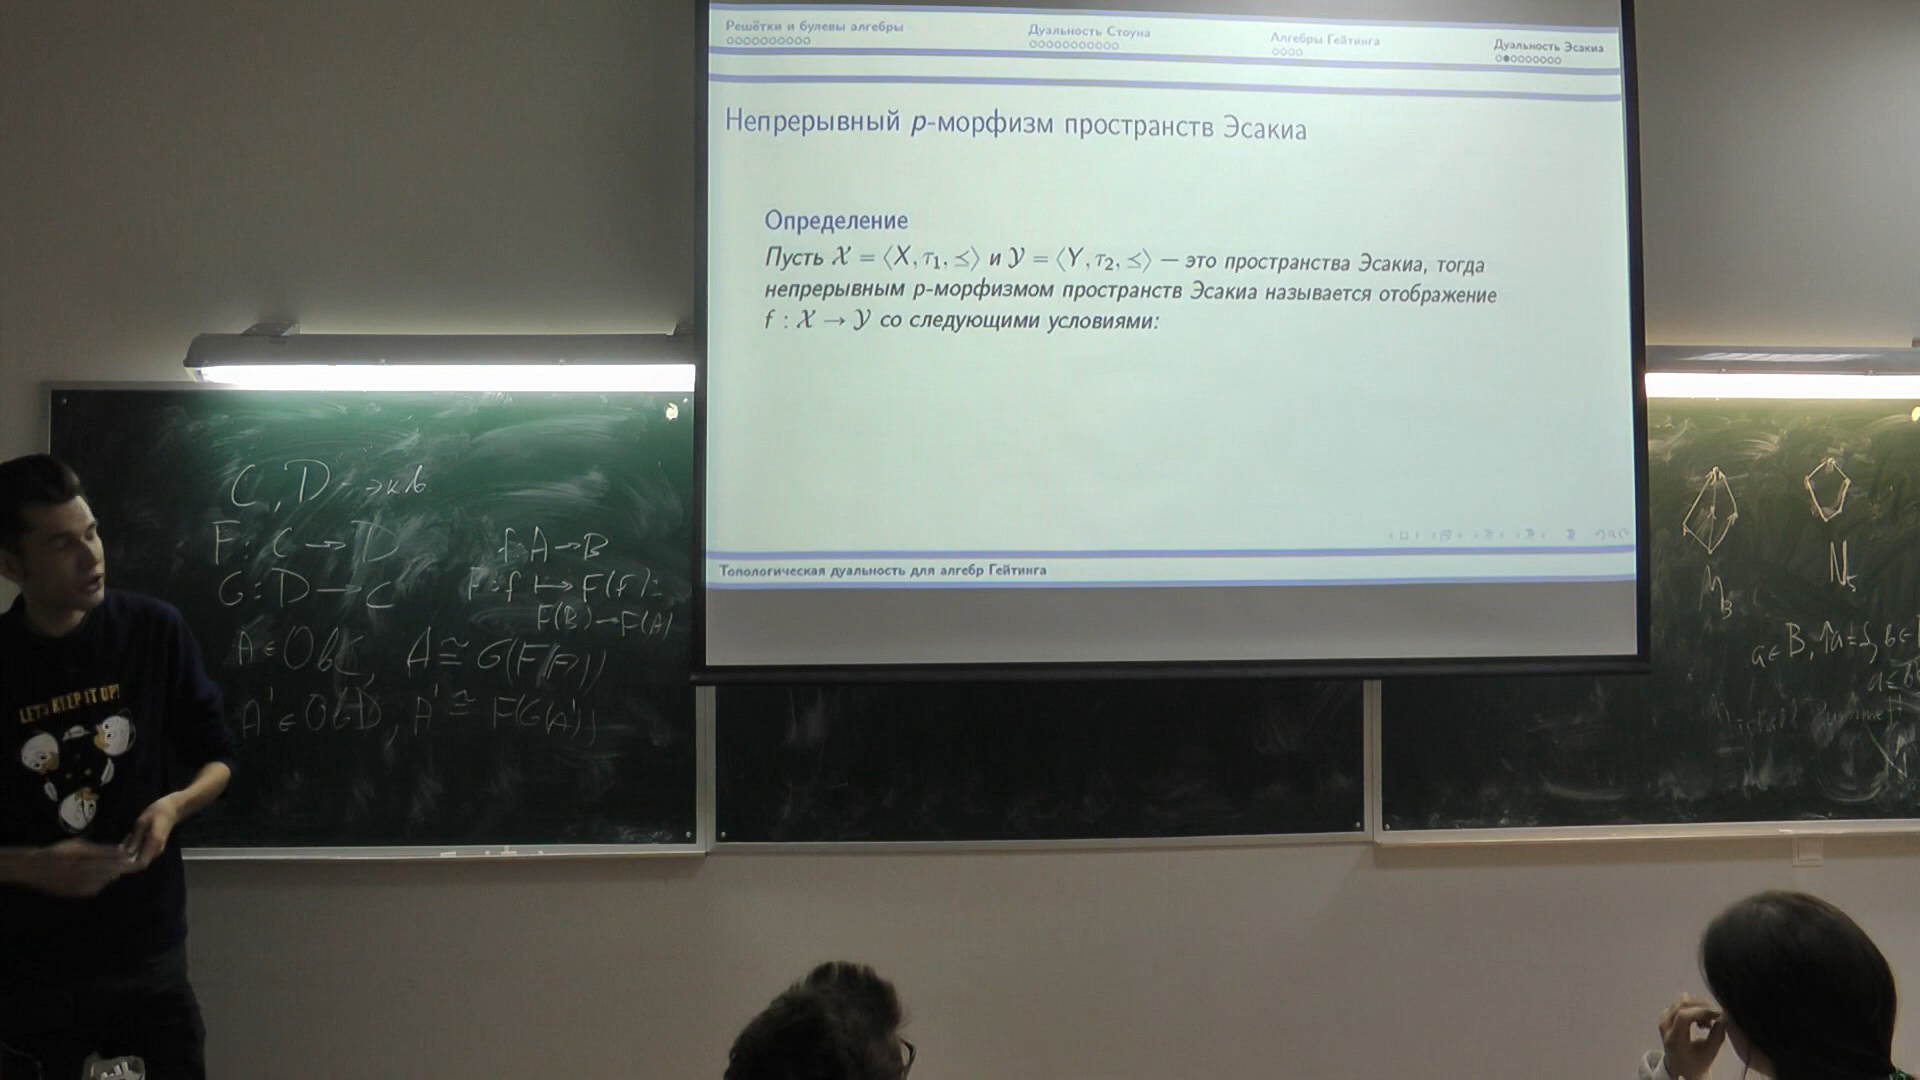 Решётки и булевы алгебры
Дуальность Стоуна
Алгебры Гейтинга
Дуальность Эсакиа
Непрерывный p-морфизм пространств Эсакиа
Определение
Пусть 𝒳 = ⟨X, τ₁, ≤⟩ и 𝒴 = ⟨Y, τ₂, ≤⟩ — это пространства Эсакиа, тогда
непрерывным p-морфизмом пространств Эсакиа называется отображение
f : 𝒳 → 𝒴 со следующими условиями:
Топологическая дуальность для алгебр Гейтинга
C, D - экв
F : C → D
G : D → C
A ∈ Ob C, A ≅ G(F(A))
A' ∈ Ob D, A' ≅ F(G(A'))
f A → B
F : f ↦ F(f) :
F(B) → F(A)
M₃
N₅
a ∈ B, ↑a = { b ∈
a ≤ b
LET'S KEEP IT UP!